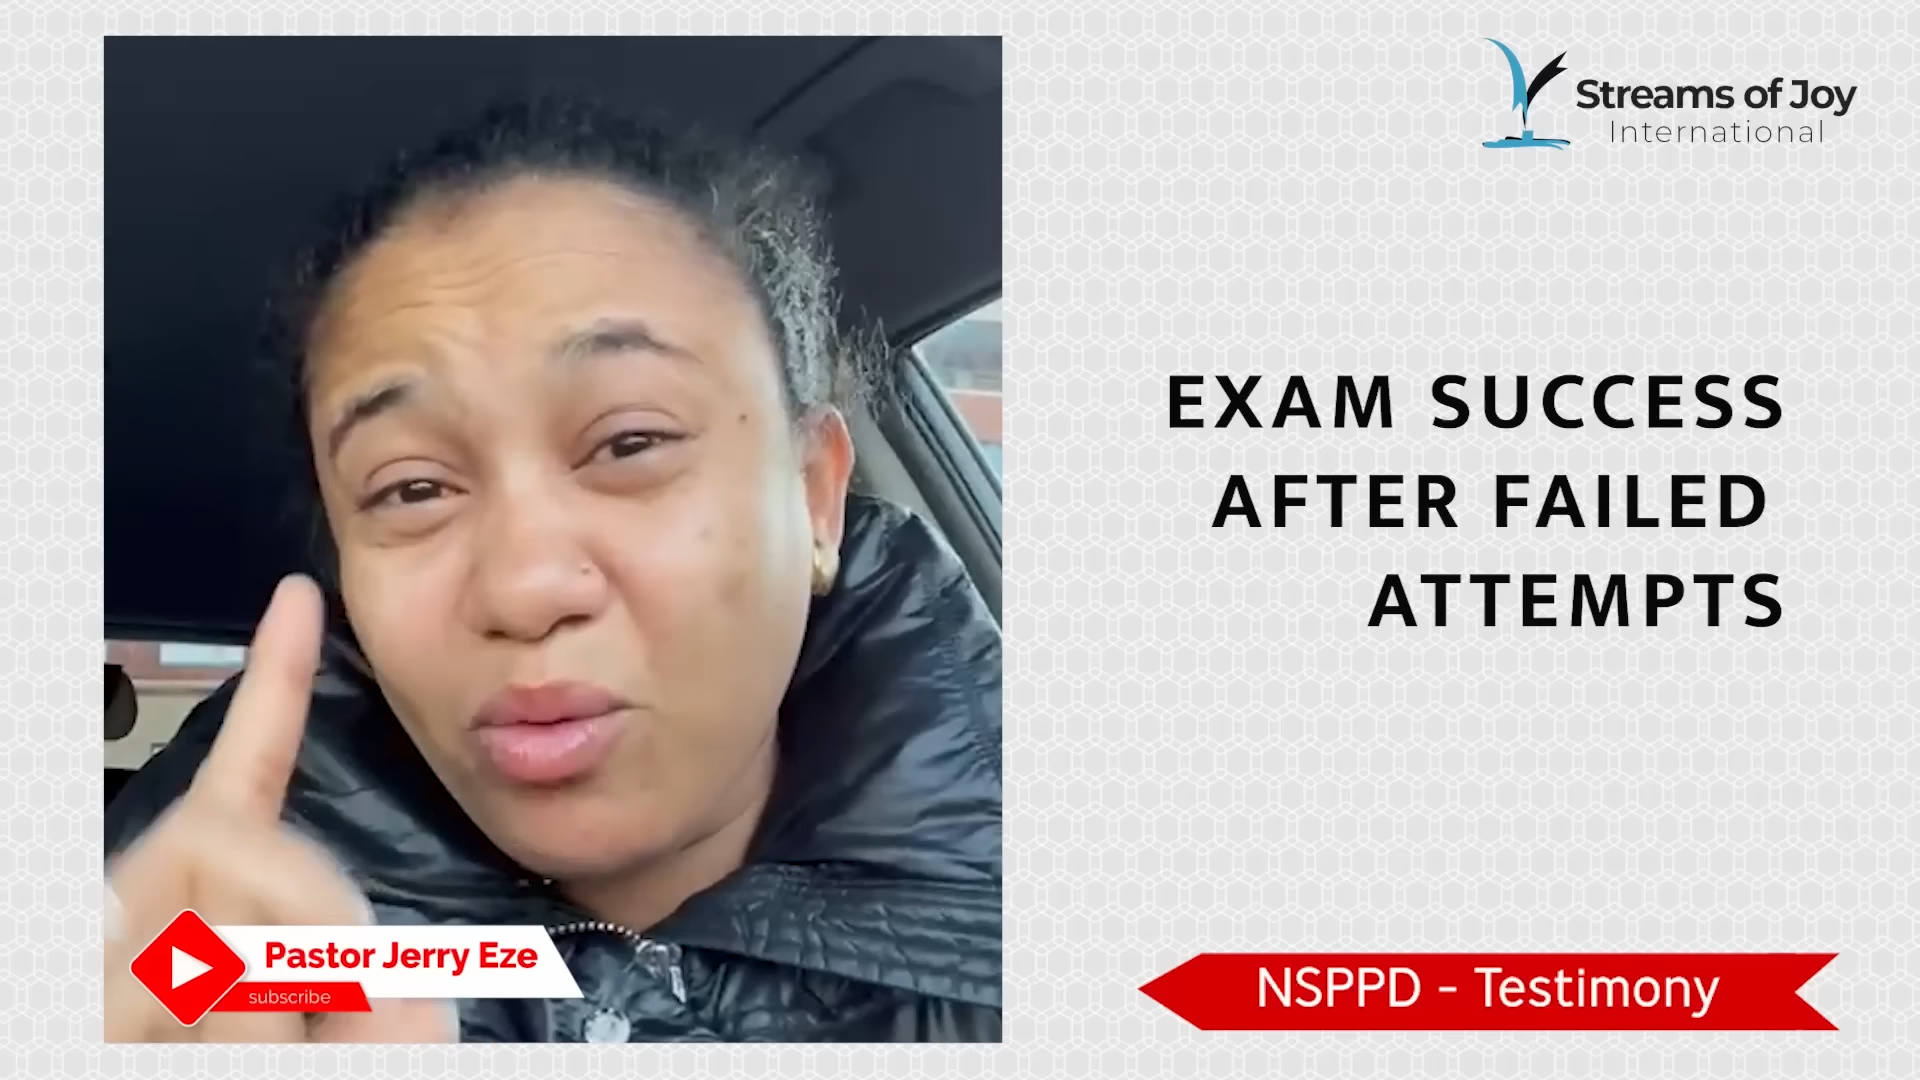 Streams of Joy
International
EXAM SUCCESS
AFTER FAILED
ATTEMPTS
Pastor Jerry Eze
subscribe
NSPPD - Testimony